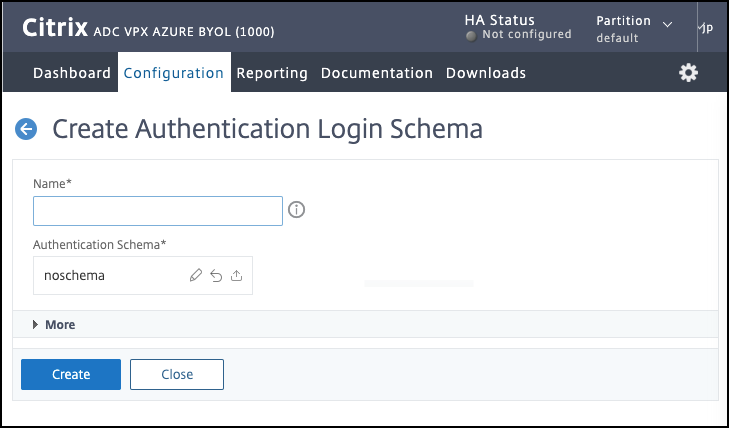 Citrix ADC VPX AZURE BYOL (1000)
HA Status
Not configured
Partition
default
jp
Dashboard Configuration Reporting Documentation Downloads
Create Authentication Login Schema
Name*
Authentication Schema*
noschema
More
Create Close